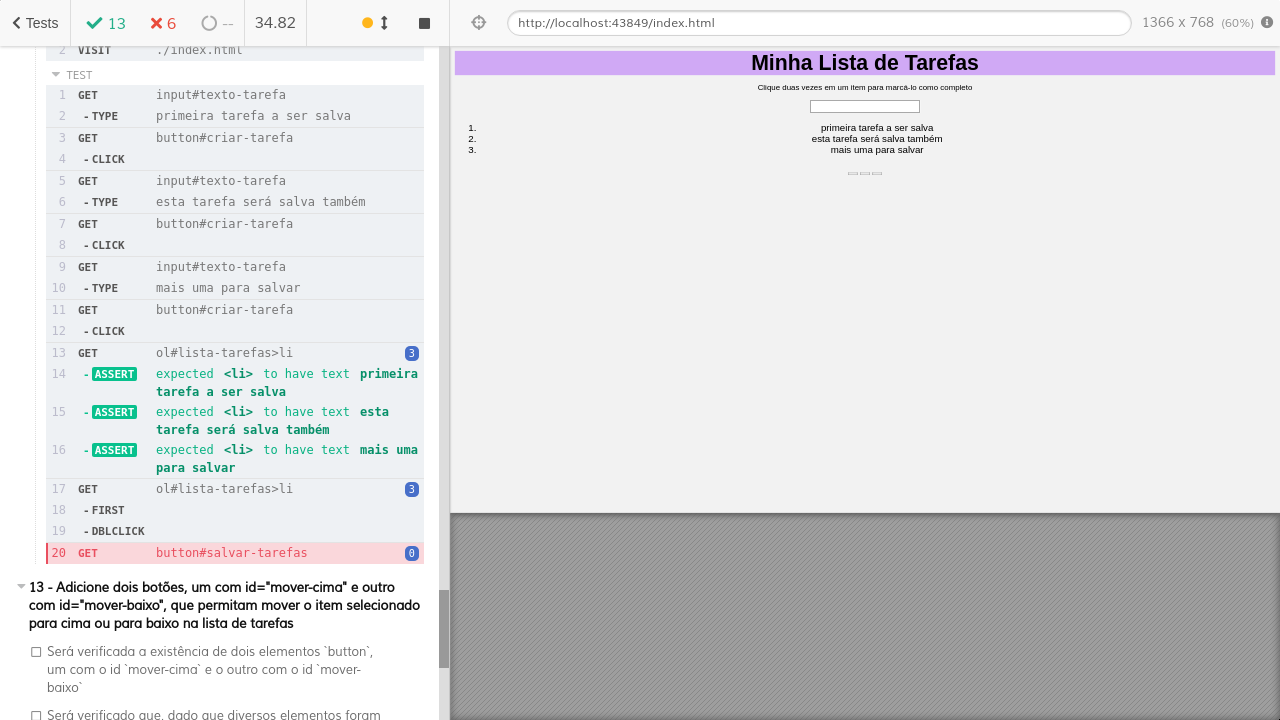 Tests
13
6
--
34.82
http://localhost:43849/index.html
1366 x 768 (60%)
2 VISIT ./index.html
TEST
1 GET input#texto-tarefa
2 - TYPE primeira tarefa a ser salva
3 GET button#criar-tarefa
4 - CLICK
5 GET input#texto-tarefa
6 - TYPE esta tarefa será salva também
7 GET button#criar-tarefa
8 - CLICK
9 GET input#texto-tarefa
10 - TYPE mais uma para salvar
11 GET button#criar-tarefa
12 - CLICK
13 GET ol#lista-tarefas>li 3
14 - ASSERT expected <li> to have text primeira
tarefa a ser salva
15 - ASSERT expected <li> to have text esta
tarefa será salva também
16 - ASSERT expected <li> to have text mais uma
para salvar
17 GET ol#lista-tarefas>li 3
18 - FIRST
19 - DBLCLICK
20 GET button#salvar-tarefas 0
13 - Adicione dois botões, um com id="mover-cima" e outro
com id="mover-baixo", que permitam mover o item selecionado
para cima ou para baixo na lista de tarefas
Será verificada a existência de dois elementos `button`,
um com o id `mover-cima` e o outro com o id `mover-
baixo`
Será verificado que, dado que diversos elementos foram
Minha Lista de Tarefas
Clique duas vezes em um item para marcá-lo como completo
1. primeira tarefa a ser salva
2. esta tarefa será salva também
3. mais uma para salvar